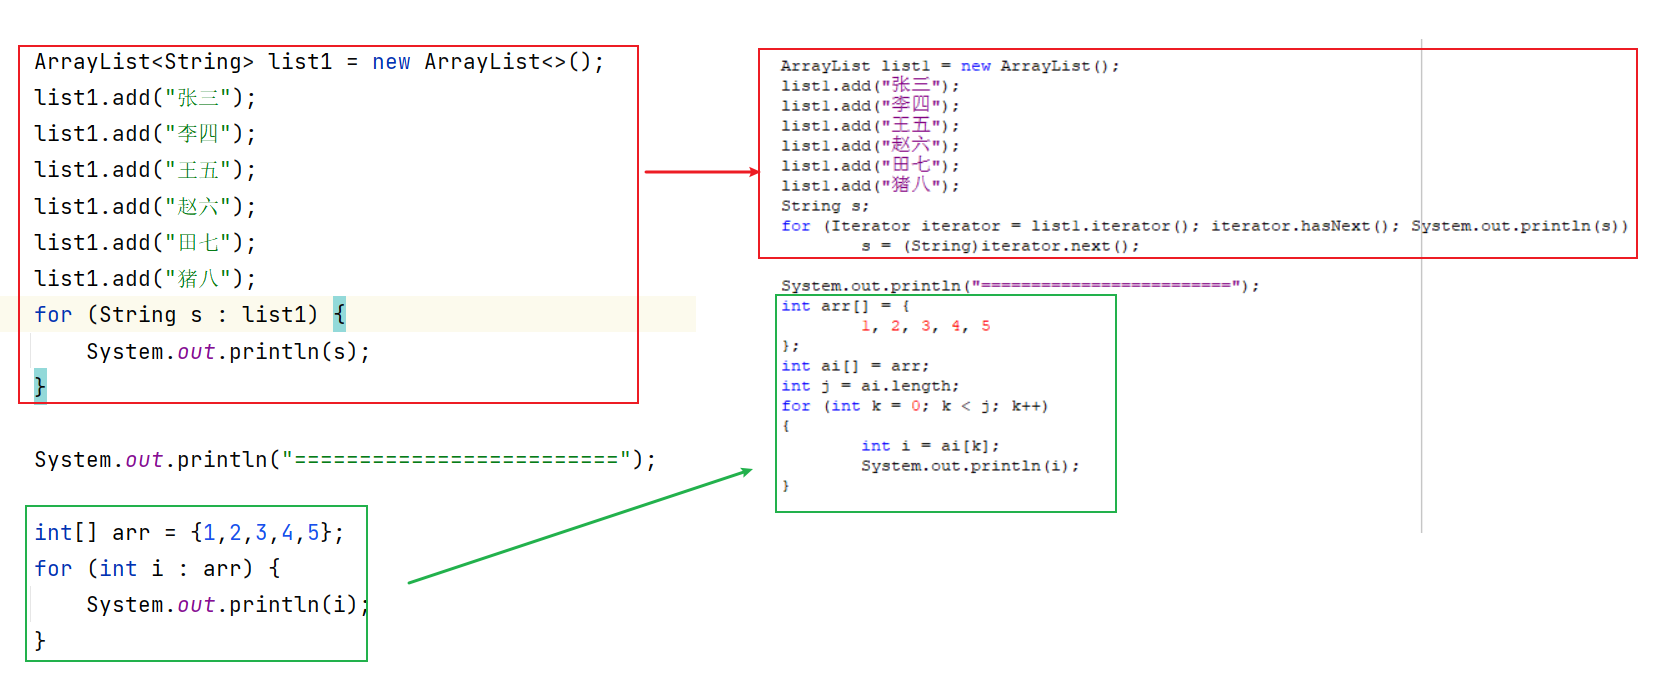 ArrayList<String> list1 = new ArrayList<>();
list1.add("张三");
list1.add("李四");
list1.add("王五");
list1.add("赵六");
list1.add("田七");
list1.add("猪八");
for (String s : list1) {
    System.out.println(s);
}
System.out.println("=========================");
int[] arr = {1,2,3,4,5};
for (int i : arr) {
    System.out.println(i);
}
ArrayList list1 = new ArrayList();
list1.add("张三");
list1.add("李四");
list1.add("王五");
list1.add("赵六");
list1.add("田七");
list1.add("猪八");
String s;
for (Iterator iterator = list1.iterator(); iterator.hasNext(); System.out.println(s))
        s = (String)iterator.next();
System.out.println("=========================");
int arr[] = {
        1, 2, 3, 4, 5
};
int ai[] = arr;
int j = ai.length;
for (int k = 0; k < j; k++)
{
        int i = ai[k];
        System.out.println(i);
}